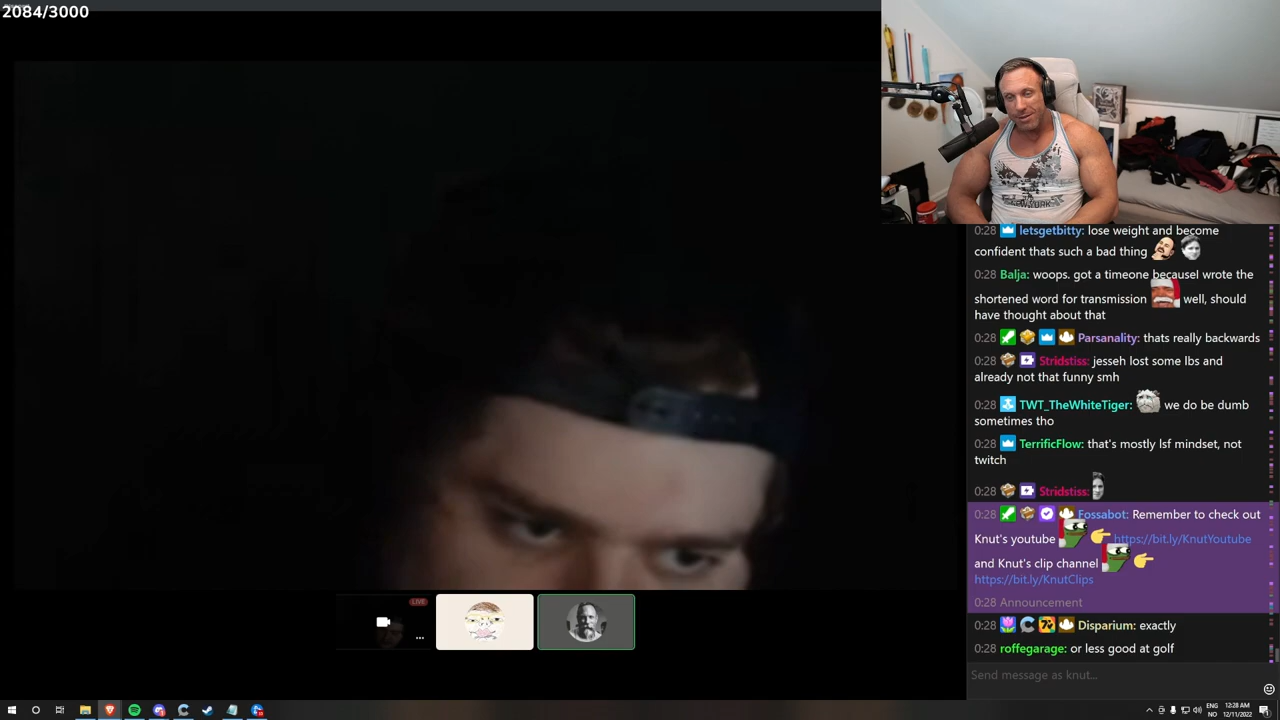 2084/3000
NEW YORK
LIVE
0:28 letsgetbitty: lose weight and become
confident thats such a bad thing
0:28 Balja: woops. got a timeone becauseI wrote the
shortened word for transmission well, should
have thought about that
0:28 Parsanality: thats really backwards
0:28 Stridstiss: jesseh lost some lbs and
already not that funny smh
0:28 TWT_TheWhiteTiger: we do be dumb
sometimes tho
0:28 TerrificFlow: that's mostly lsf mindset, not
twitch
0:28 Stridstiss:
0:28 Fossabot: Remember to check out
Knut's youtube https://bit.ly/KnutYoutube
and Knut's clip channel
https://bit.ly/KnutClips
0:28 Announcement
0:28 Disparium: exactly
0:28 roffegarage: or less good at golf
Send message as knut...
ENG
NO
12:28 AM
12/11/2022